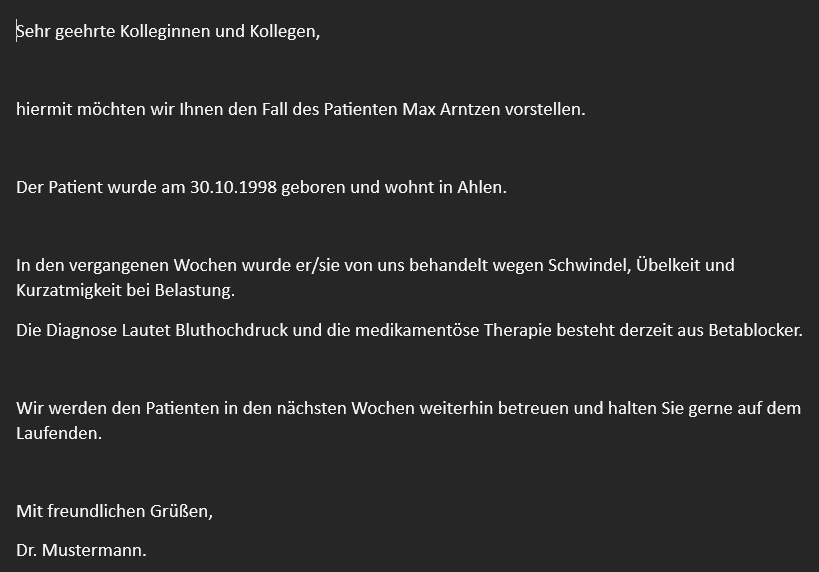 Sehr geehrte Kolleginnen und Kollegen,
hiermit möchten wir Ihnen den Fall des Patienten Max Arntzen vorstellen.
Der Patient wurde am 30.10.1998 geboren und wohnt in Ahlen.
In den vergangenen Wochen wurde er/sie von uns behandelt wegen Schwindel, Übelkeit und
Kurzatmigkeit bei Belastung.
Die Diagnose Lautet Bluthochdruck und die medikamentöse Therapie besteht derzeit aus Betablocker.
Wir werden den Patienten in den nächsten Wochen weiterhin betreuen und halten Sie gerne auf dem
Laufenden.
Mit freundlichen Grüßen,
Dr. Mustermann.